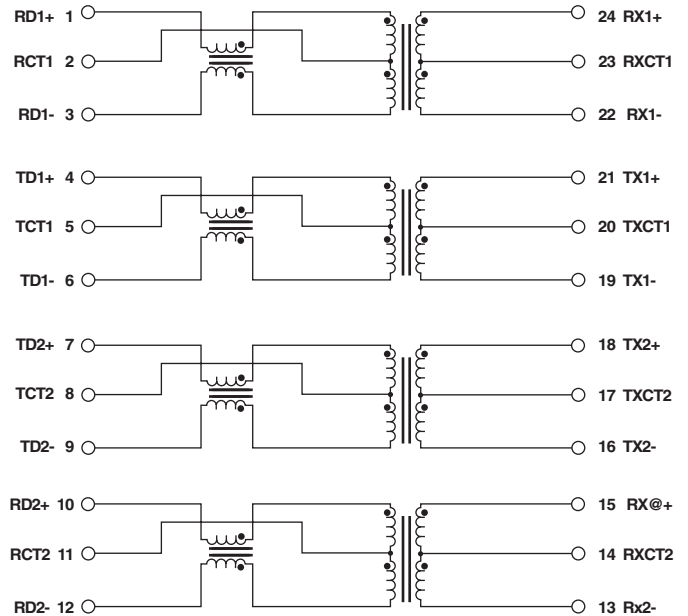 RD1+ 1 24 RX1+
RCT1 2 23 RXCT1
RD1- 3 22 RX1-
TD1+ 4 21 TX1+
TCT1 5 20 TXCT1
TD1- 6 19 TX1-
TD2+ 7 18 TX2+
TCT2 8 17 TXCT2
TD2- 9 16 TX2-
RD2+ 10 15 RX@+
RCT2 11 14 RXCT2
RD2- 12 13 Rx2-